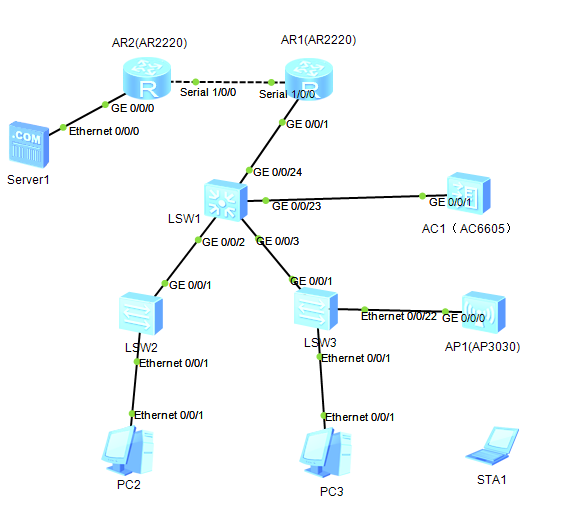 AR2(AR2220)
AR1(AR2220)
Serial 1/0/0
Serial 1/0/0
GE 0/0/0
Ethernet 0/0/0
GE 0/0/1
.COM
Server1
GE 0/0/24
GE 0/0/23
GE 0/0/1
LSW1
AC1（AC6605）
GE 0/0/2
GE 0/0/3
GE 0/0/1
GE 0/0/1
Ethernet 0/0/22
GE 0/0/0
LSW2
LSW3
AP1(AP3030)
Ethernet 0/0/1
Ethernet 0/0/1
Ethernet 0/0/1
Ethernet 0/0/1
PC2
PC3
STA1
R
R